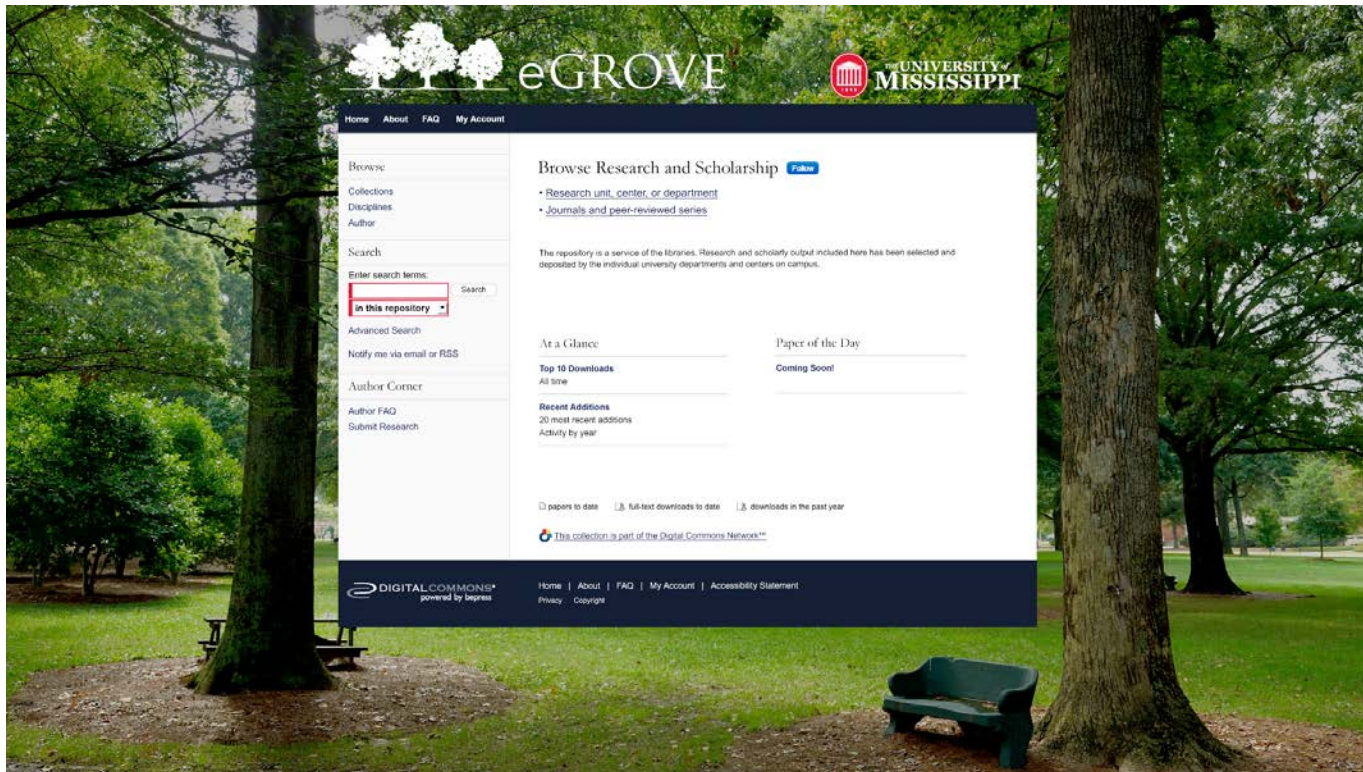 eGROVE
THE UNIVERSITY of
MISSISSIPPI
1848
Home About FAQ My Account
Browse
Collections
Disciplines
Author
Search
Enter search terms:
Search
in this repository
Advanced Search
Notify me via email or RSS
Author Corner
Author FAQ
Submit Research
Browse Research and Scholarship Follow
• Research unit, center, or department
• Journals and peer-reviewed series
The repository is a service of the libraries. Research and scholarly output included here has been selected and
deposited by the individual university departments and centers on campus.
At a Glance
Top 10 Downloads
All time
Recent Additions
20 most recent additions
Activity by year
Paper of the Day
Coming Soon!
papers to date full-text downloads to date downloads in the past year
This collection is part of the Digital Commons Network™
DIGITALCOMMONS®
powered by bepress
Home | About | FAQ | My Account | Accessibility Statement
Privacy Copyright